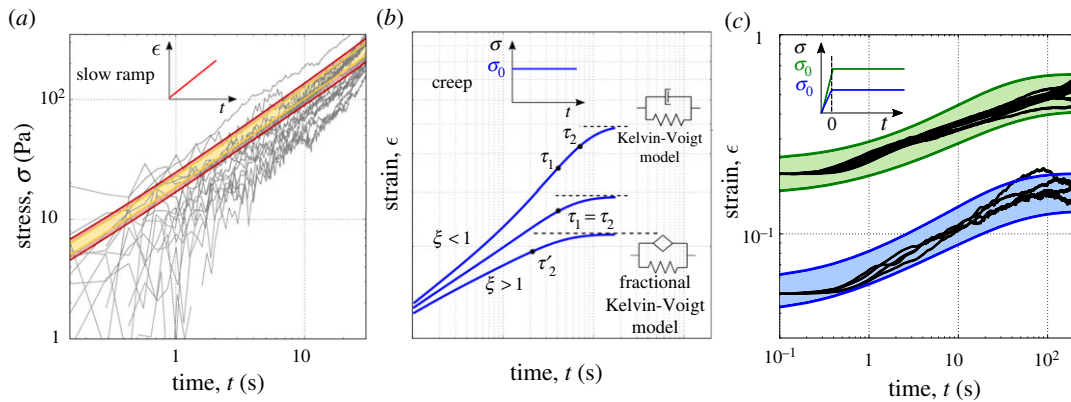 (a)
stress, σ (Pa)
10²
10
1
slow ramp
ϵ
t
1
10
time, t (s)
(b)
strain, ϵ
creep
σ
σ₀
t
Kelvin-Voigt
model
τ₂
τ₁
τ₁ = τ₂
ξ < 1
ξ > 1
τ′₂
fractional
Kelvin-Voigt
model
time, t (s)
(c)
strain, ϵ
1
10⁻¹
σ
σ₀
σ₀
0
t
10⁻¹
1
10
10²
time, t (s)